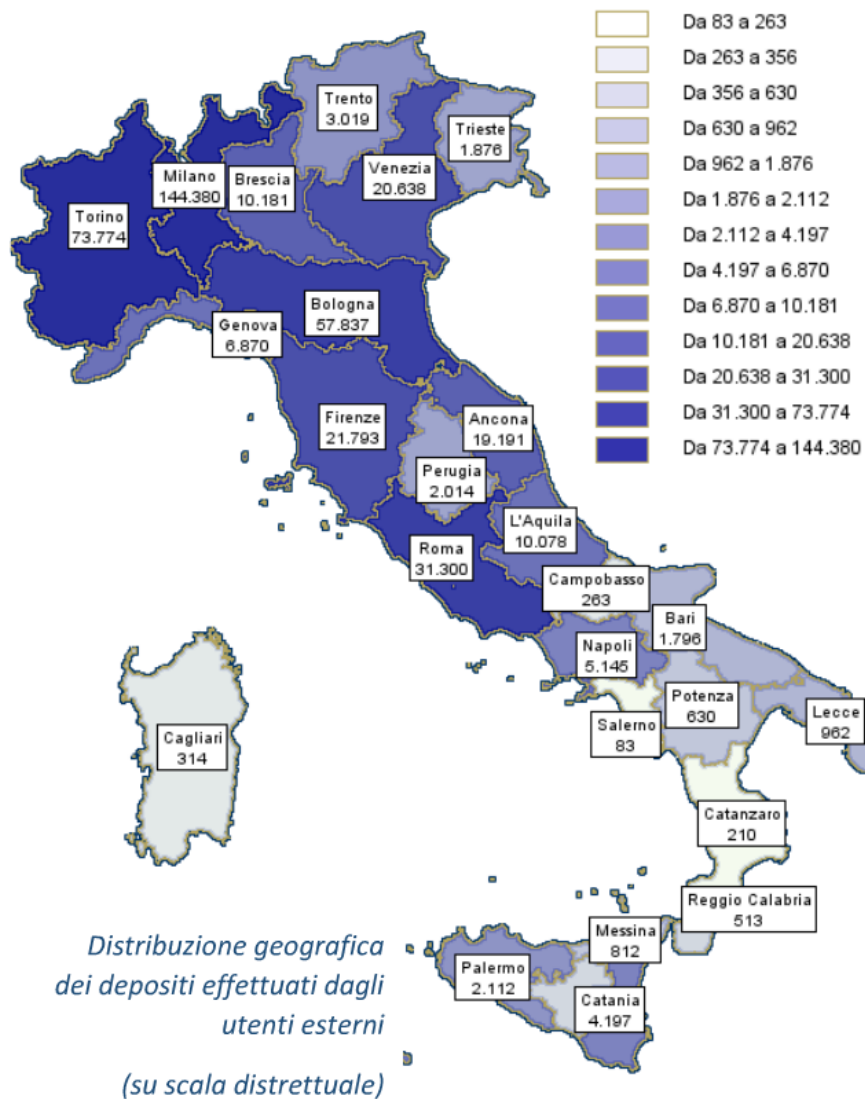 Da 83 a 263
Da 263 a 356
Da 356 a 630
Da 630 a 962
Da 962 a 1.876
Da 1.876 a 2.112
Da 2.112 a 4.197
Da 4.197 a 6.870
Da 6.870 a 10.181
Da 10.181 a 20.638
Da 20.638 a 31.300
Da 31.300 a 73.774
Da 73.774 a 144.380
Trento
3.019
Trieste
1.876
Milano
144.380
Brescia
10.181
Venezia
20.638
Torino
73.774
Bologna
57.837
Genova
6.870
Firenze
21.793
Ancona
19.191
Perugia
2.014
L'Aquila
10.078
Roma
31.300
Campobasso
263
Bari
1.796
Napoli
5.145
Potenza
630
Lecce
962
Salerno
83
Cagliari
314
Catanzaro
210
Reggio Calabria
513
Messina
812
Palermo
2.112
Catania
4.197
Distribuzione geografica
dei depositi effettuati dagli
utenti esterni
(su scala distrettuale)